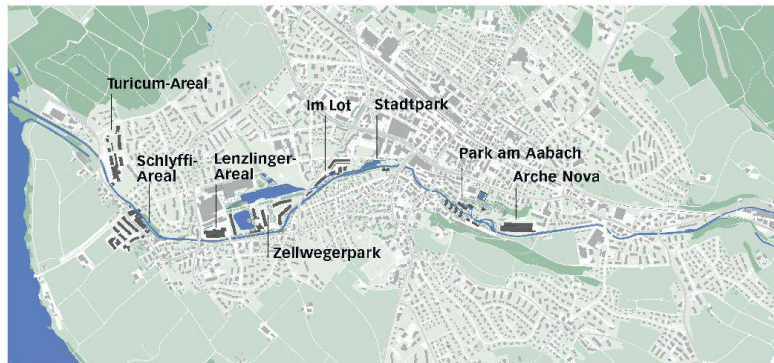 Turicum-Areal
Im Lot
Stadtpark
Schlyffi-
Areal
Lenzlinger-
Areal
Park am Aabach
Arche Nova
Zellwegerpark